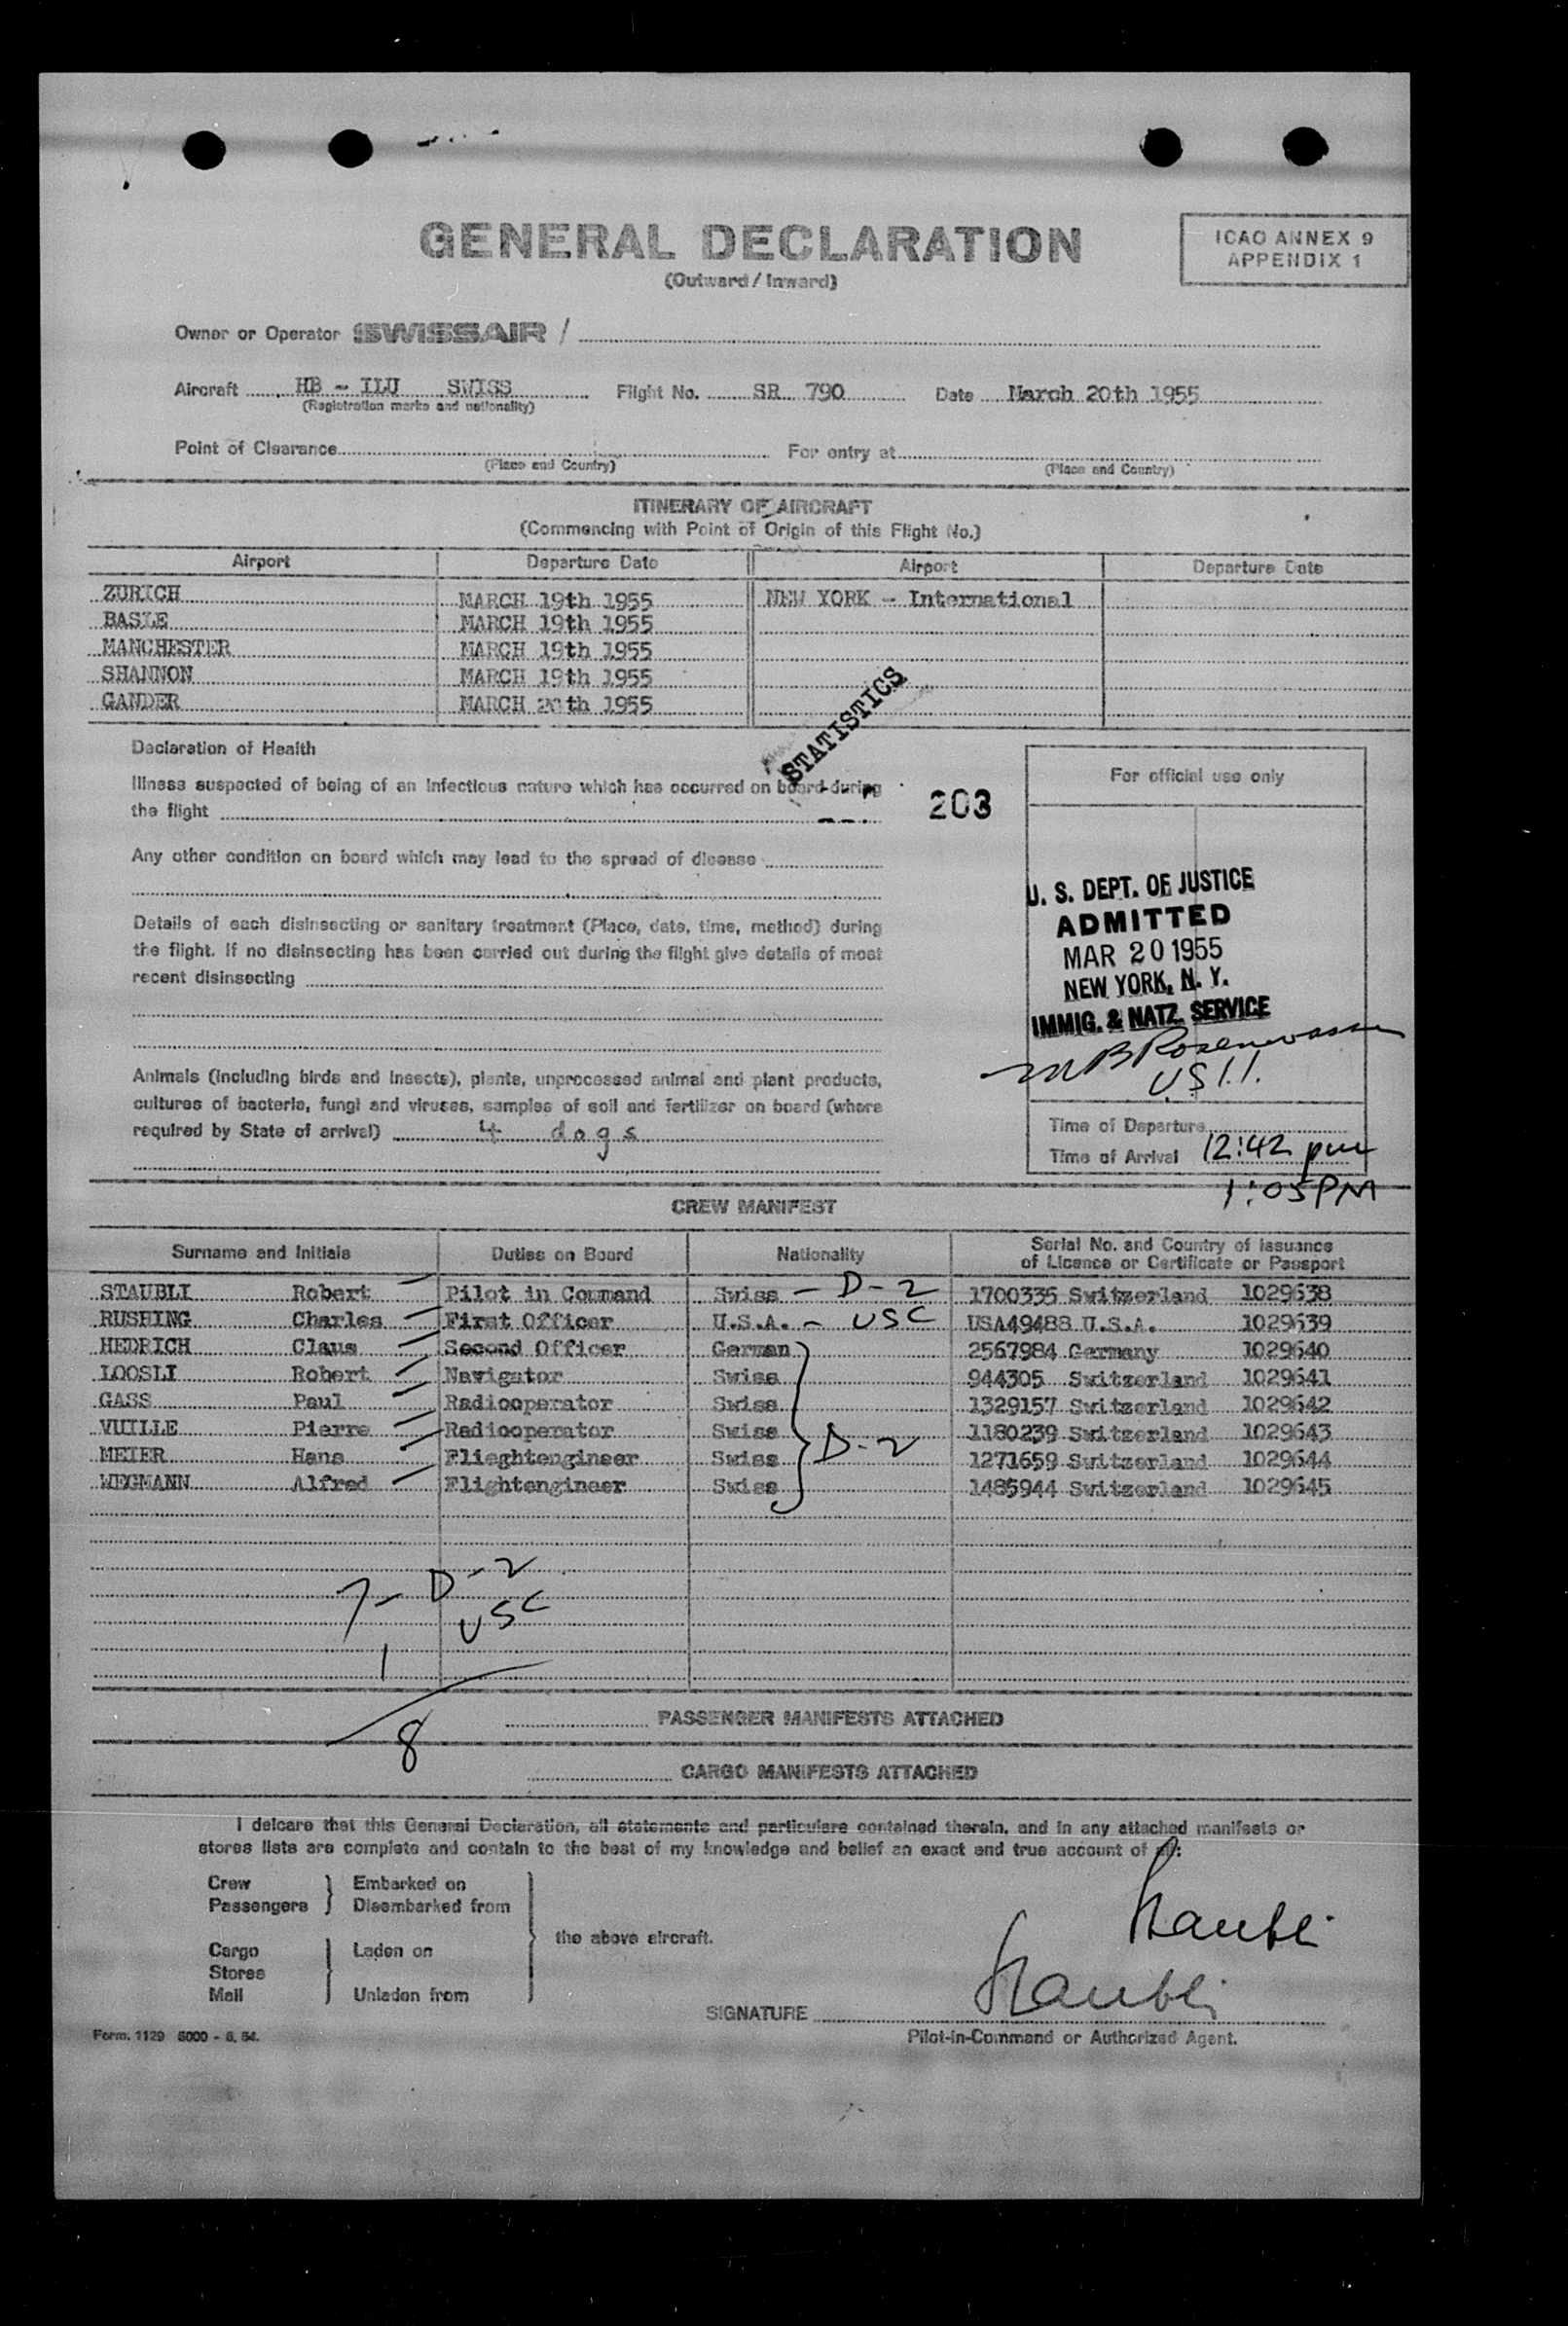 GENERAL DECLARATION
(Outward / Inward)
ICAO ANNEX 9
APPENDIX 1
Owner or Operator SWISSAIR /
Aircraft HB - ILU SWISS Flight No. SR 790 Date March 20th 1955
(Registration marks and nationality)
Point of Clearance For entry at
(Place and Country) (Place and Country)
ITINERARY OF AIRCRAFT
(Commencing with Point of Origin of this Flight No.)
Airport Departure Date Airport Departure Date
ZURICH MARCH 19th 1955 NEW YORK - International
BASLE MARCH 19th 1955
MANCHESTER MARCH 19th 1955
SHANNON MARCH 19th 1955
GANDER MARCH 20th 1955
STATISTICS
Declaration of Health
Illness suspected of being of an infectious nature which has occurred on board during
the flight
203
For official use only
Any other condition on board which may lead to the spread of disease
U. S. DEPT. OF JUSTICE
ADMITTED
MAR 20 1955
NEW YORK, N. Y.
IMMIG. & NATZ. SERVICE
Details of each disinsecting or sanitary treatment (Place, date, time, method) during
the flight. If no disinsecting has been carried out during the flight give details of most
recent disinsecting
M B Rosenwasser
U.S.I.I.
Animals (including birds and insects), plants, unprocessed animal and plant products,
cultures of bacteria, fungi and viruses, samples of soil and fertilizer on board (where
required by State of arrival) 4 dogs
Time of Departure
Time of Arrival 12:42 pm
1:05 PM
CREW MANIFEST
Surname and Initials Duties on Board Nationality Serial No. and Country of Issuance
of Licence or Certificate or Passport
STAUBLI Robert Pilot in Command Swiss - D-2 1700335 Switzerland 1029638
RUSHING Charles First Officer U.S.A. - USC USA49488 U.S.A. 1029639
HEDRICH Claus Second Officer German 2567984 Germany 1029640
LOOSLI Robert Navigator Swiss 944305 Switzerland 1029641
GASS Paul Radiooperator Swiss 1329157 Switzerland 1029642
VUILLE Pierre Radiooperator Swiss D-2 1180239 Switzerland 1029643
MEIER Hans Flieghtengineer Swiss 1271659 Switzerland 1029644
WEGMANN Alfred Flightengineer Swiss 1485944 Switzerland 1029645
7- D-2
1 USC
8
PASSENGER MANIFESTS ATTACHED
CARGO MANIFESTS ATTACHED
I delcare that this General Declaration, all statements and particulars contained therein, and in any attached manifests or
stores lists are complete and contain to the best of my knowledge and belief an exact and true account of all:
Crew Embarked on
Passengers Disembarked from
the above aircraft.
Cargo Laden on
Stores
Mail Unladen from
Staubli
Staubli
SIGNATURE
Pilot-in-Command or Authorized Agent.
Form. 1129 5000 - 6. 54.